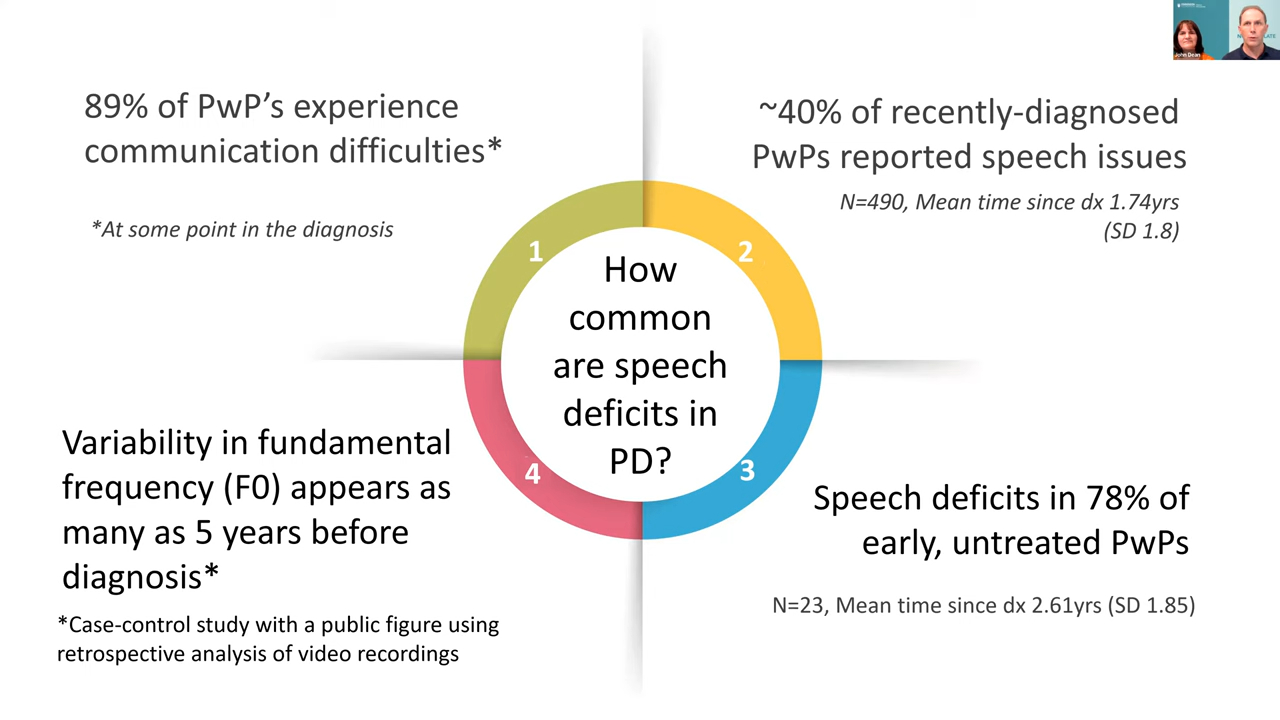 89% of PwP's experience
communication difficulties*
*At some point in the diagnosis
~40% of recently-diagnosed
PwPs reported speech issues
N=490, Mean time since dx 1.74yrs
(SD 1.8)
1
2
How
common
are speech
deficits in
PD?
4
3
Variability in fundamental
frequency (F0) appears as
many as 5 years before
diagnosis*
*Case-control study with a public figure using
retrospective analysis of video recordings
Speech deficits in 78% of
early, untreated PwPs
N=23, Mean time since dx 2.61yrs (SD 1.85)
John Dean